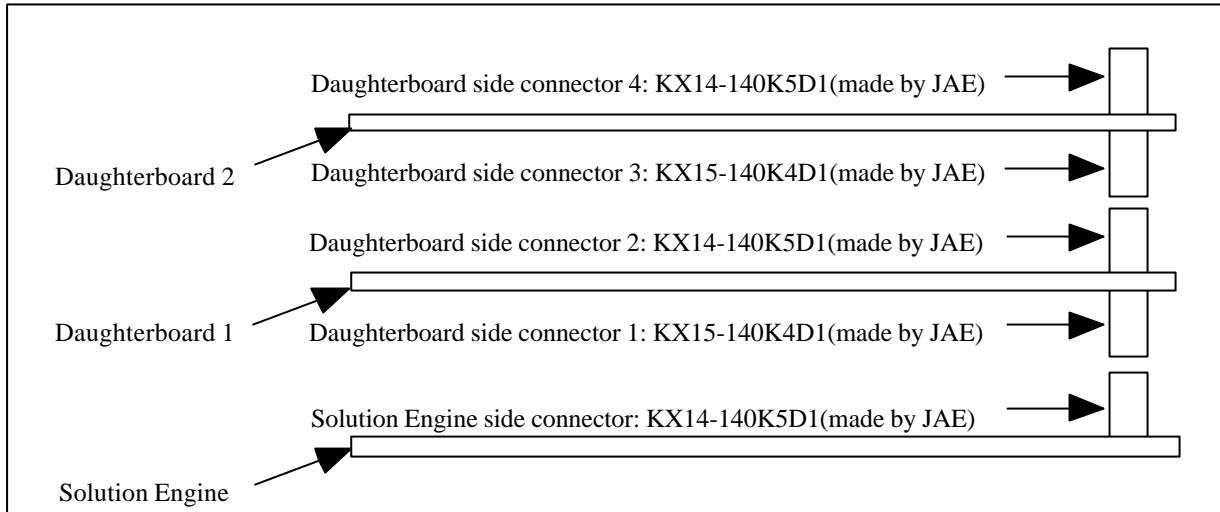 Daughterboard side connector 4: KX14-140K5D1(made by JAE)
Daughterboard 2
Daughterboard side connector 3: KX15-140K4D1(made by JAE)
Daughterboard side connector 2: KX14-140K5D1(made by JAE)
Daughterboard 1
Daughterboard side connector 1: KX15-140K4D1(made by JAE)
Solution Engine side connector: KX14-140K5D1(made by JAE)
Solution Engine